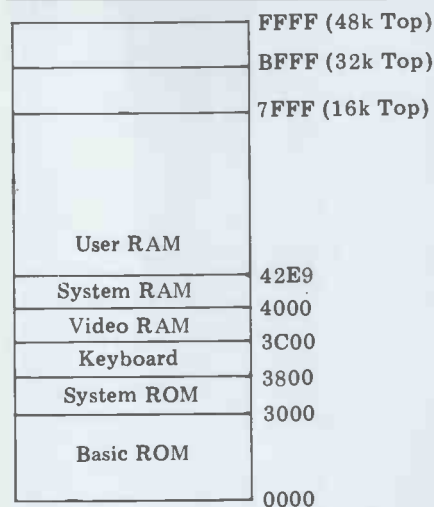 FFFF (48k Top)
BFFF (32k Top)
7FFF (16k Top)
User RAM
42E9
System RAM
4000
Video RAM
3C00
Keyboard
3800
System ROM
3000
Basic ROM
0000